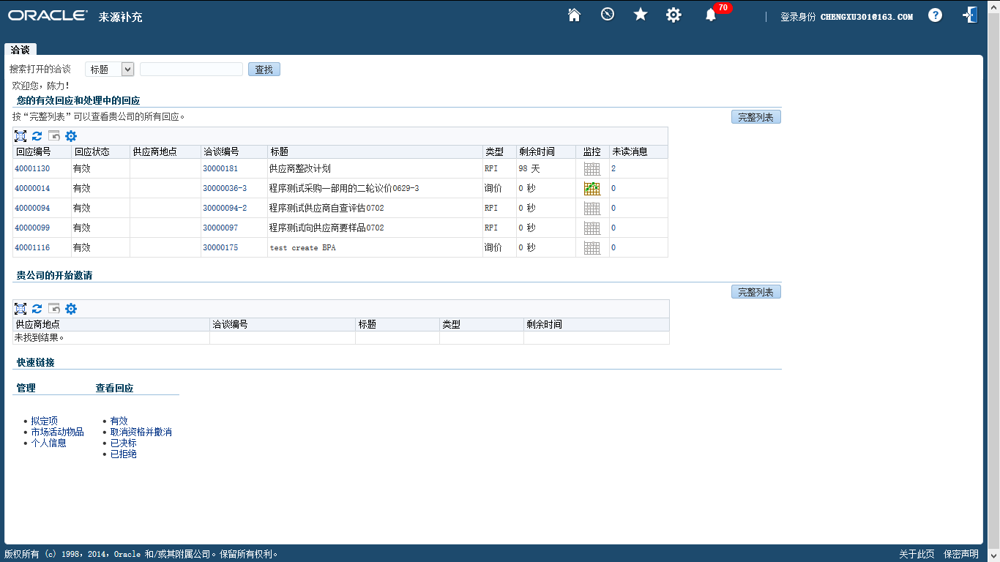 ORACLE 来源补充 70 登录身份 CHENGXU301@163.COM
洽谈
搜索打开的洽谈 标题 查找
欢迎您，陈力!
您的有效回应和处理中的回应
按“完整列表”可以查看贵公司的所有回应。 完整列表
回应编号 回应状态 供应商地点 洽谈编号 标题 类型 剩余时间 监控 未读消息
40001130 有效 30000181 供应商整改计划 RFI 98 天 2
40000014 有效 30000036-3 程序测试采购一部用的二轮议价0629-3 询价 0 秒 0
40000094 有效 30000094-2 程序测试供应商自查评估0702 RFI 0 秒 0
40000099 有效 30000097 程序测试向供应商要样品0702 RFI 0 秒 0
40001116 有效 30000175 test create BPA 询价 0 秒 0
贵公司的开始邀请
完整列表
供应商地点 洽谈编号 标题 类型 剩余时间
未找到结果。
快速链接
管理 查看回应
拟定项 有效
市场活动物品 取消资格并撤消
个人信息 已决标
已拒绝
版权所有 (c) 1998, 2014, Oracle 和/或其附属公司。保留所有权利。 关于此页 保密声明